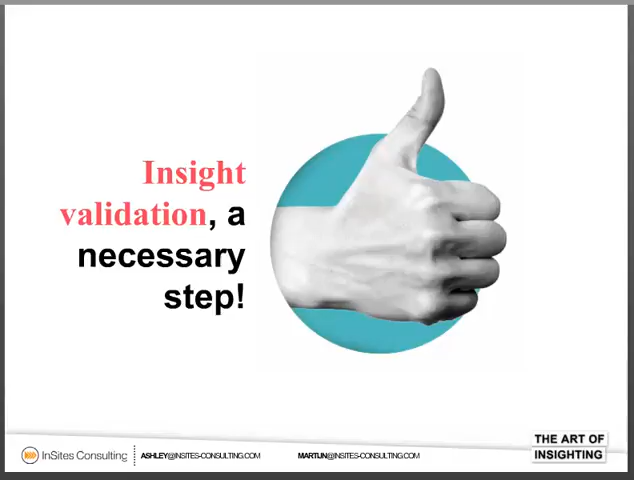 Insight
validation, a
necessary
step!
InSites Consulting
ASHLEY@INSITES-CONSULTING.COM
MARTIJN@INSITES-CONSULTING.COM
THE ART OF
INSIGHTING